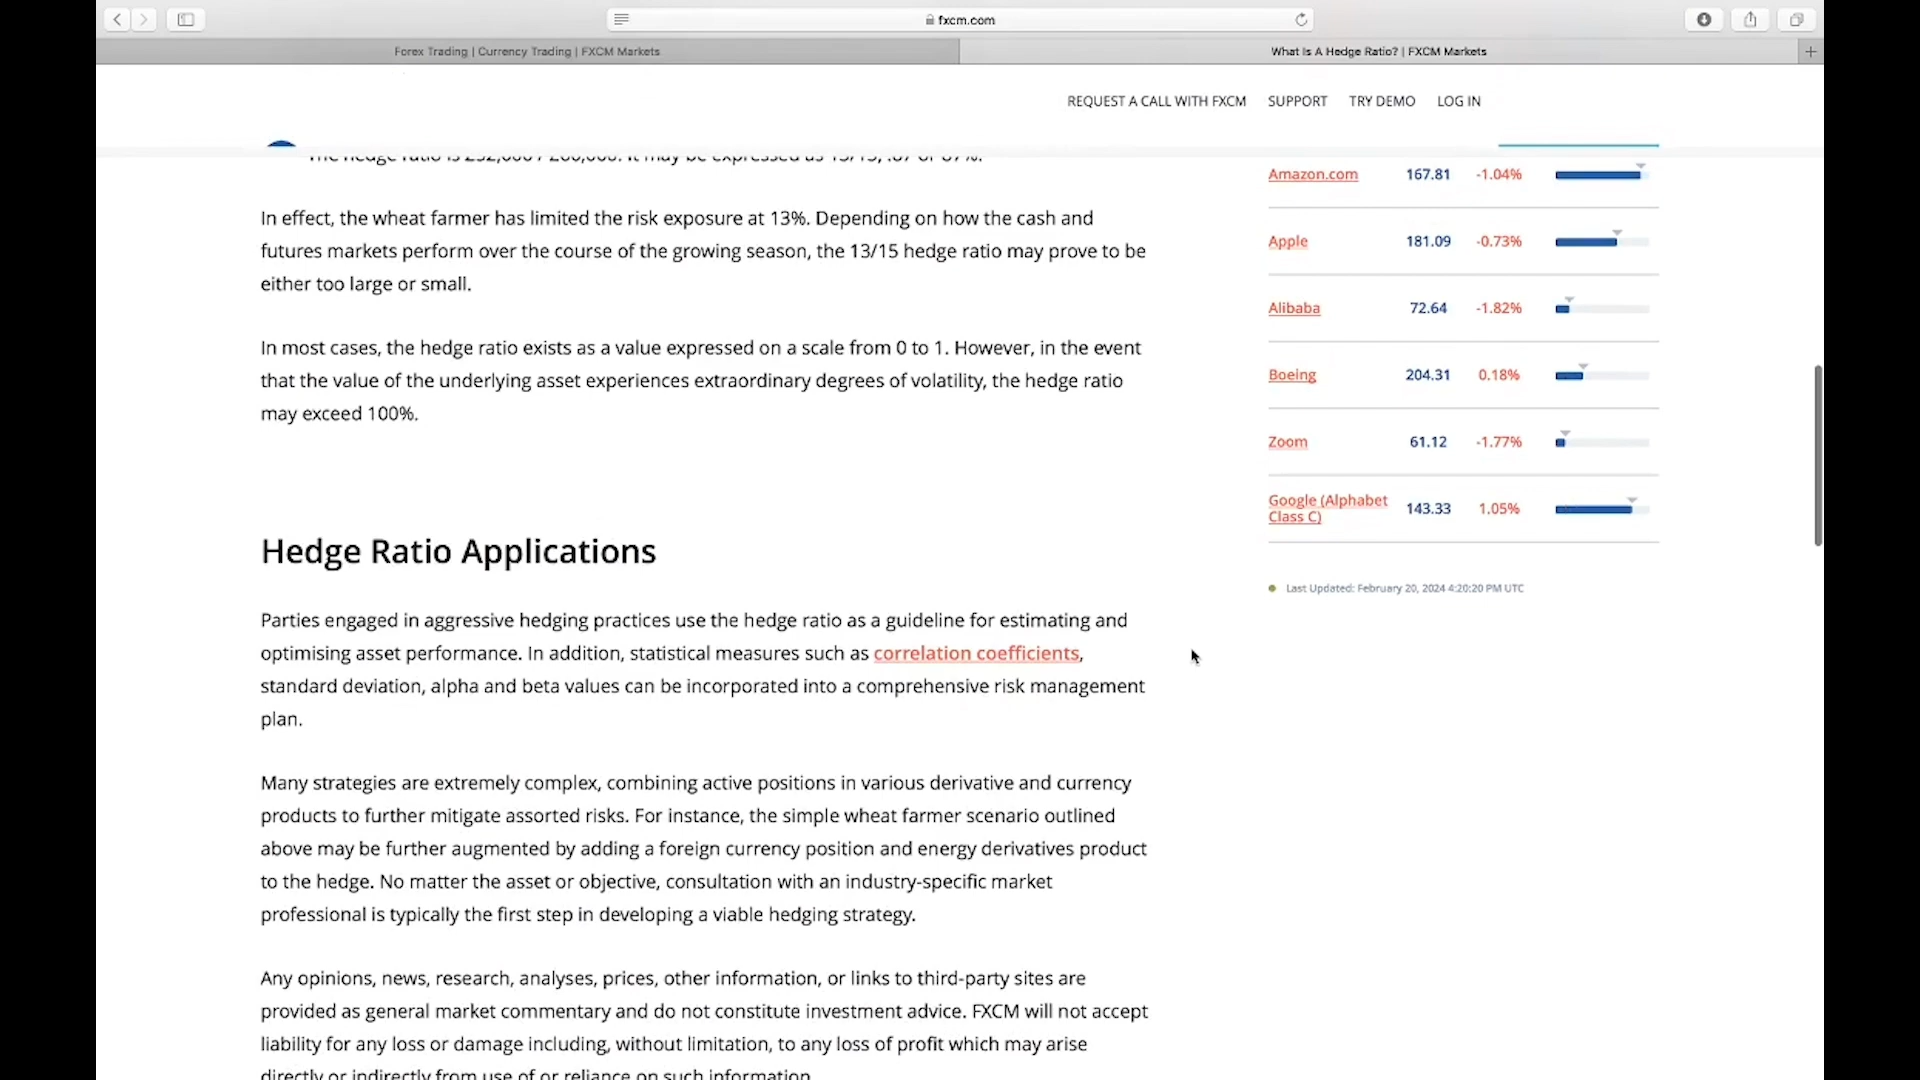 fxcm.com
Forex Trading | Currency Trading | FXCM Markets
What Is A Hedge Ratio? | FXCM Markets
REQUEST A CALL WITH FXCM SUPPORT TRY DEMO LOG IN
In effect, the wheat farmer has limited the risk exposure at 13%. Depending on how the cash and
futures markets perform over the course of the growing season, the 13/15 hedge ratio may prove to be
either too large or small.
In most cases, the hedge ratio exists as a value expressed on a scale from 0 to 1. However, in the event
that the value of the underlying asset experiences extraordinary degrees of volatility, the hedge ratio
may exceed 100%.
Hedge Ratio Applications
Parties engaged in aggressive hedging practices use the hedge ratio as a guideline for estimating and
optimising asset performance. In addition, statistical measures such as correlation coefficients,
standard deviation, alpha and beta values can be incorporated into a comprehensive risk management
plan.
Many strategies are extremely complex, combining active positions in various derivative and currency
products to further mitigate assorted risks. For instance, the simple wheat farmer scenario outlined
above may be further augmented by adding a foreign currency position and energy derivatives product
to the hedge. No matter the asset or objective, consultation with an industry-specific market
professional is typically the first step in developing a viable hedging strategy.
Any opinions, news, research, analyses, prices, other information, or links to third-party sites are
provided as general market commentary and do not constitute investment advice. FXCM will not accept
liability for any loss or damage including, without limitation, to any loss of profit which may arise
directly or indirectly from use of or reliance on such information.
Amazon.com 167.81 -1.04%
Apple 181.09 -0.73%
Alibaba 72.64 -1.82%
Boeing 204.31 0.18%
Zoom 61.12 -1.77%
Google (Alphabet
Class C) 143.33 1.05%
Last Updated: February 20, 2024 4:20:20 PM UTC